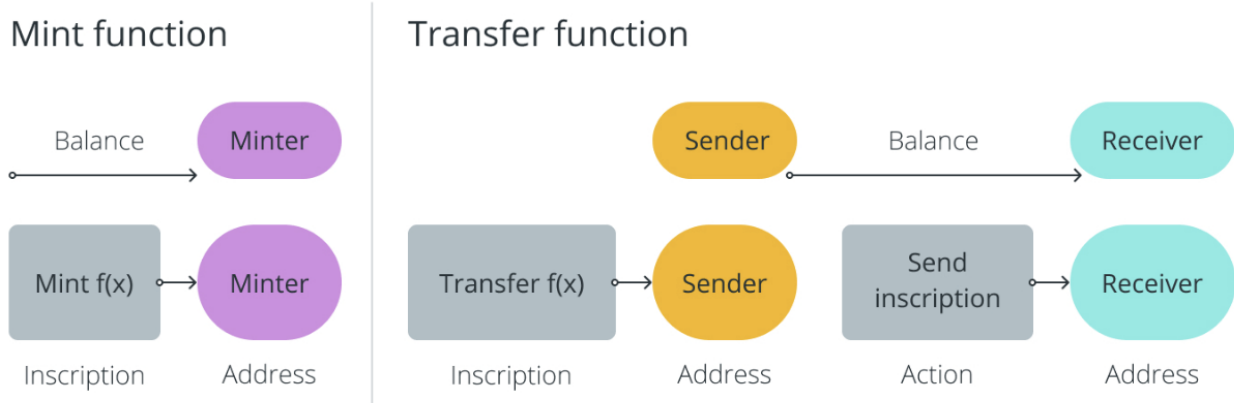 Mint function
Balance
Minter
Mint f(x)
Minter
Inscription
Address
Transfer function
Sender
Balance
Receiver
Transfer f(x)
Sender
Send
inscription
Receiver
Inscription
Address
Action
Address